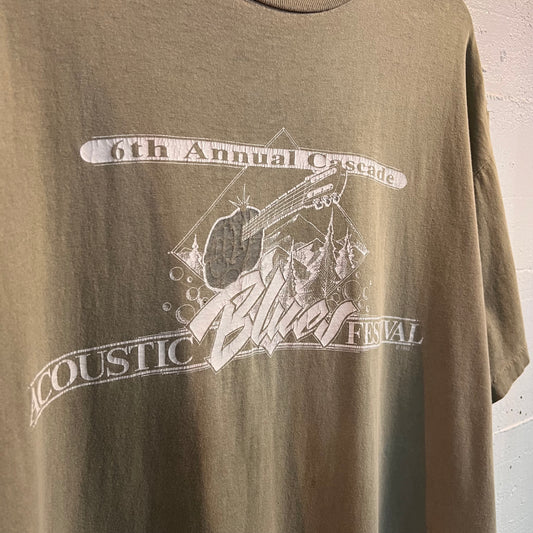 6th Annual Cascade
ACOUSTIC Blues FESTIVAL